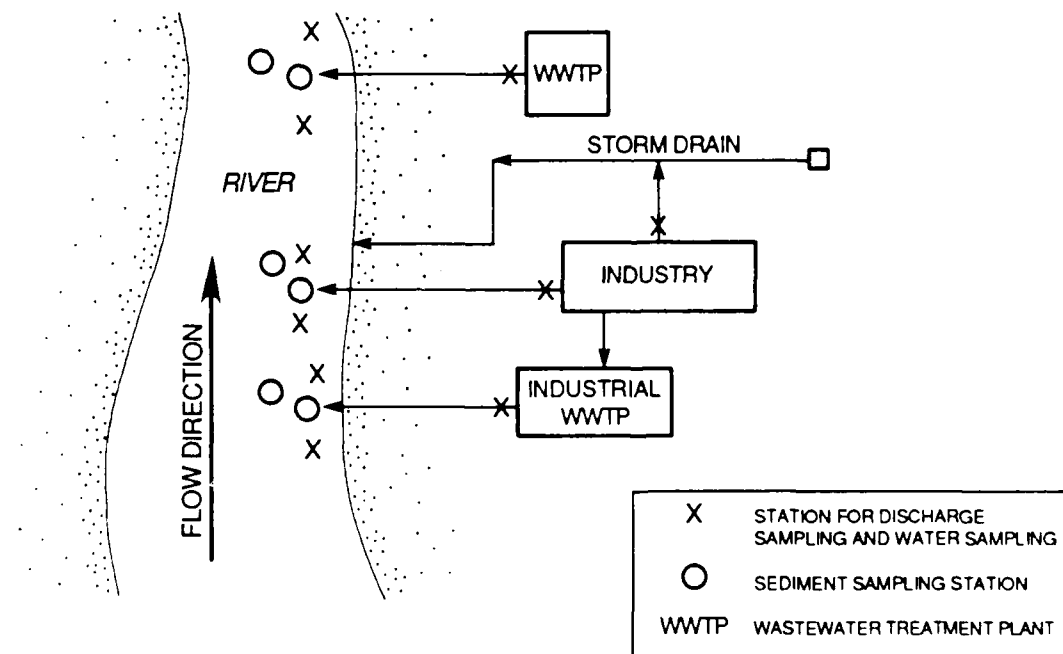 WWTP
STORM DRAIN
RIVER
INDUSTRY
FLOW DIRECTION
INDUSTRIAL
WWTP
X STATION FOR DISCHARGE
SAMPLING AND WATER SAMPLING
SEDIMENT SAMPLING STATION
WWTP WASTEWATER TREATMENT PLANT